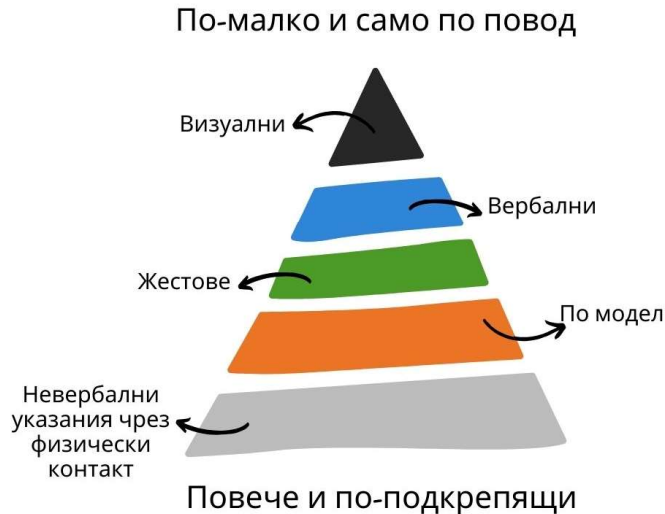 По-малко и само по повод
Визуални
Вербални
Жестове
По модел
Невербални
указания чрез
физически
контакт
Повече и по-подкрепящи